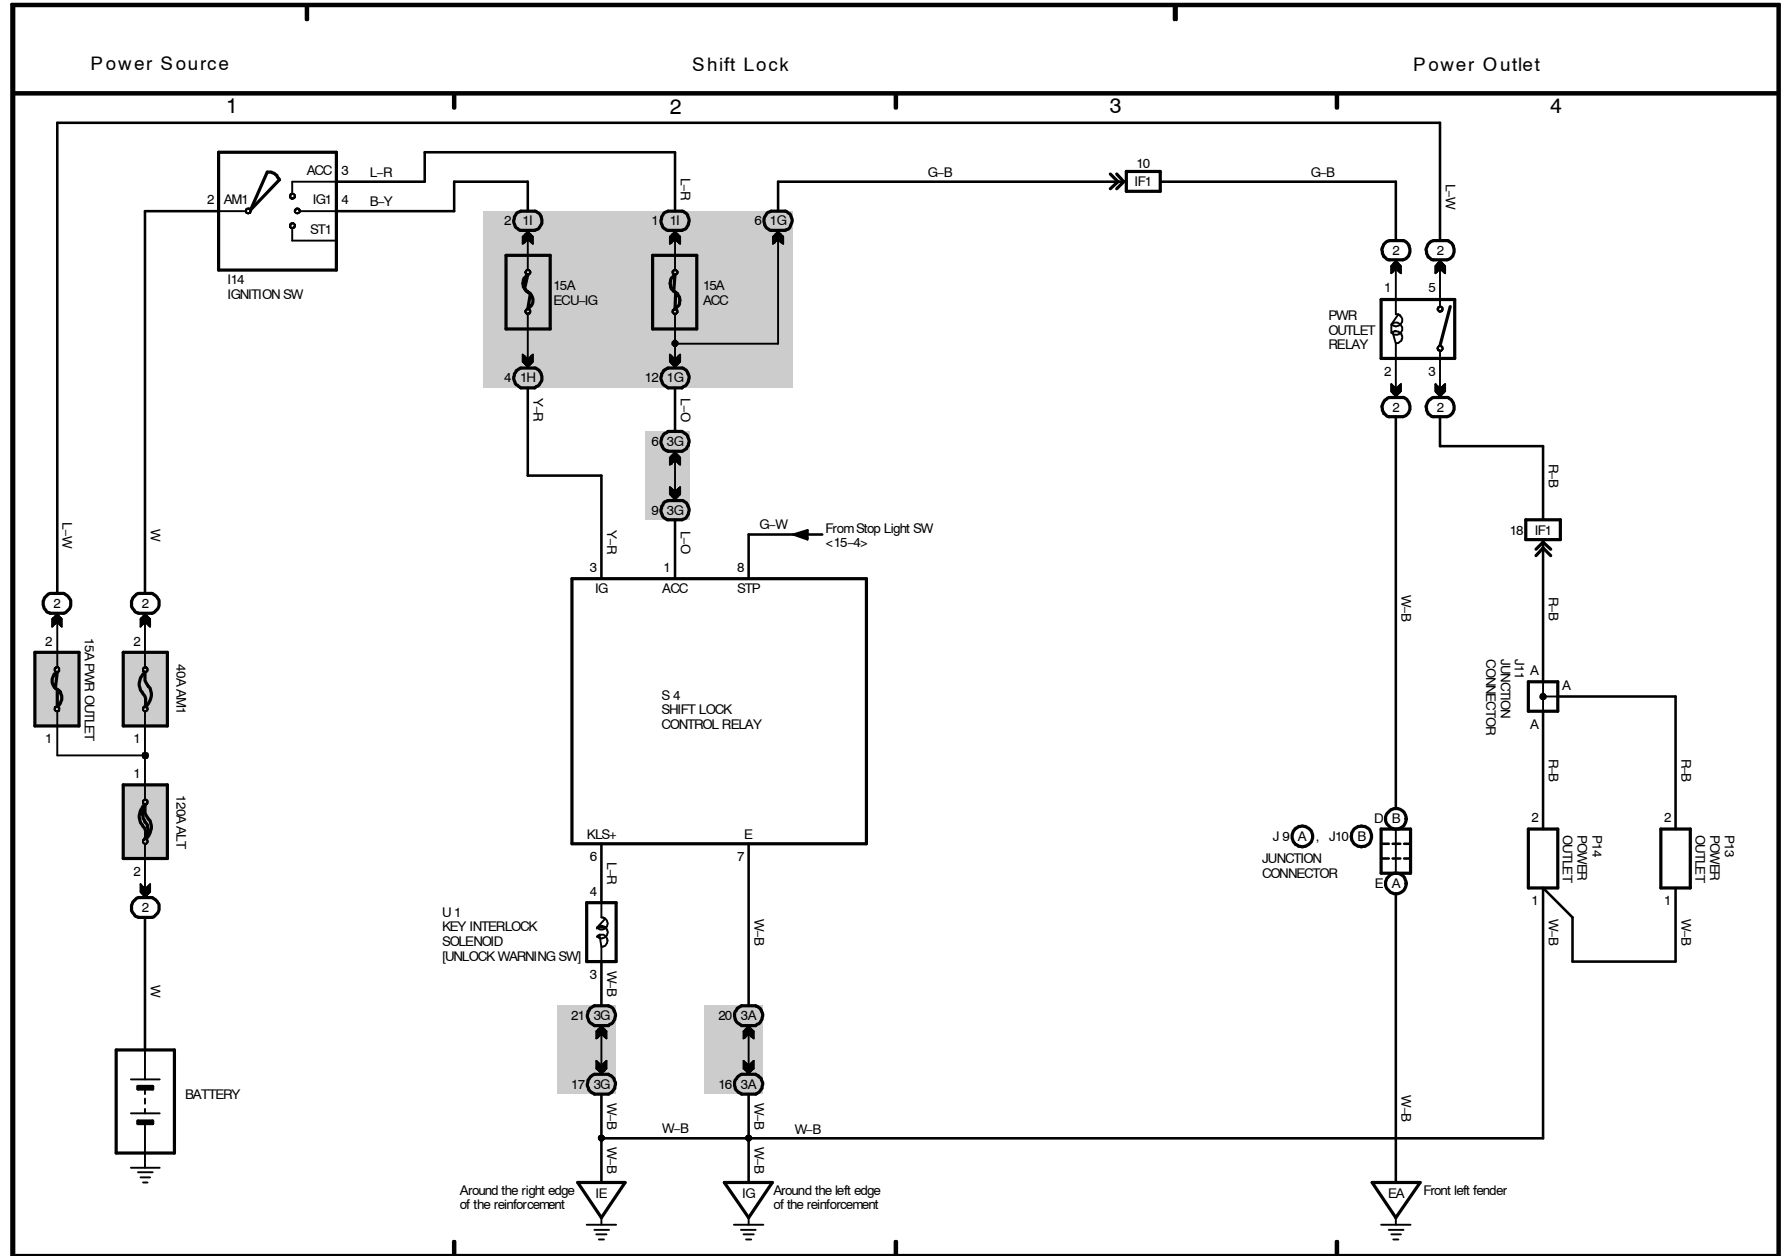 Power Source
Shift Lock
Power Outlet
1
2
3
4
ACC
3
L–R
2
AM1
IG1
4
B–Y
ST1
I14
IGNITION SW
L–R
2
1I
1
1I
6
1G
15A
ECU–IG
15A
ACC
4
1H
12
1G
Y–R
L–O
6
3G
9
3G
Y–R
L–O
G–W
From Stop Light SW
<15–4>
G–B
10
IF1
G–B
L–W
2
2
1
5
PWR
OUTLET
RELAY
2
3
2
2
R–B
18
IF1
R–B
W–B
L–W
W
2
2
2
2
15A PWR OUTLET
40A AM1
1
1
1
120A ALT
2
2
W
BATTERY
3
1
8
IG
ACC
STP
S 4
SHIFT LOCK
CONTROL RELAY
KLS+
E
6
7
L–R
4
U 1
KEY INTERLOCK
SOLENOID
[UNLOCK WARNING SW]
3
W–B
W–B
21
3G
20
3A
17
3G
16
3A
W–B
W–B
W–B
W–B
W–B
W–B
Around the right edge
of the reinforcement
IE
IG
Around the left edge
of the reinforcement
J11
JUNCTION
CONNECTOR
A
A
A
R–B
R–B
D
B
J 9
A
,
J10
B
JUNCTION
CONNECTOR
E
A
2
P14
POWER
OUTLET
1
2
P13
POWER
OUTLET
1
W–B
W–B
W–B
EA
Front left fender